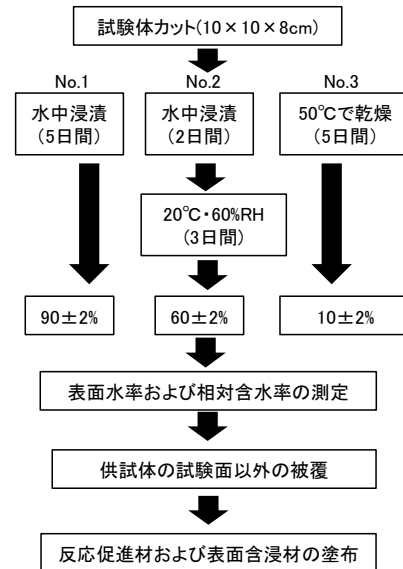 試験体カット(10×10×8cm)
No.1
No.2
No.3
水中浸漬
(5日間)
水中浸漬
(2日間)
50℃で乾燥
(5日間)
20℃・60%RH
(3日間)
90±2%
60±2%
10±2%
表面水率および相対含水率の測定
供試体の試験面以外の被覆
反応促進材および表面含浸材の塗布